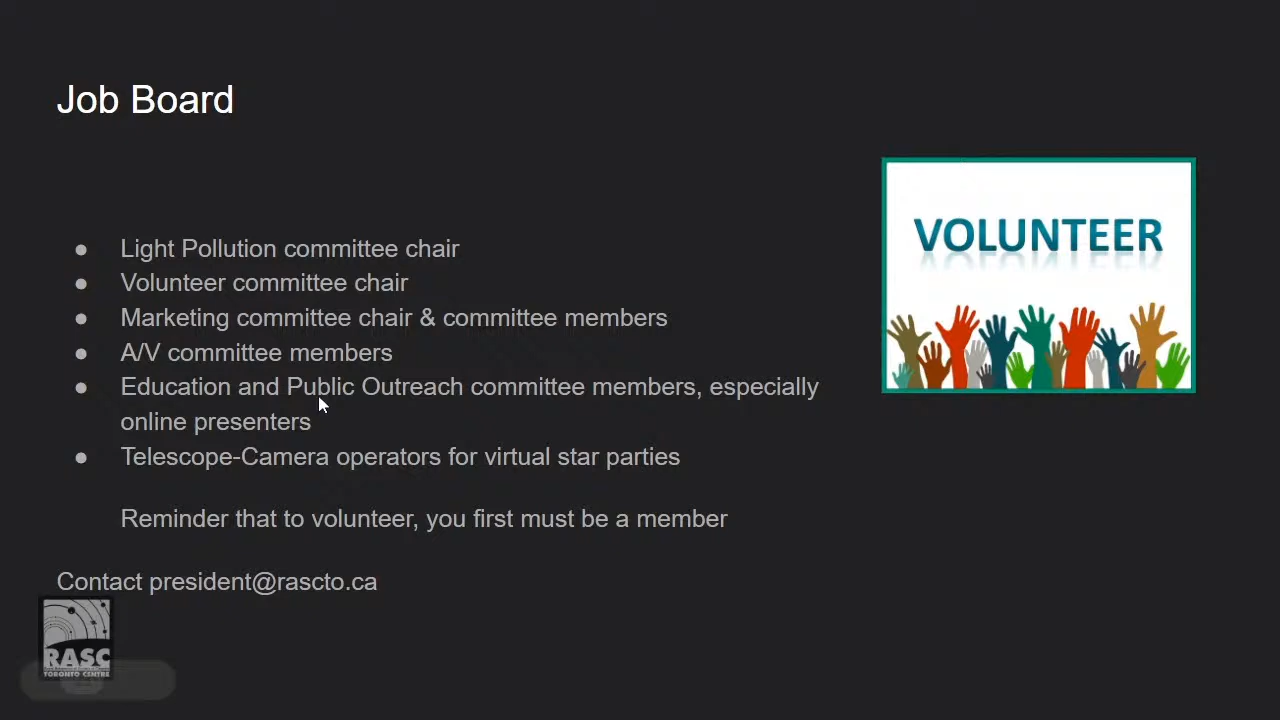 Job Board
VOLUNTEER
● Light Pollution committee chair
● Volunteer committee chair
● Marketing committee chair & committee members
● A/V committee members
● Education and Public Outreach committee members, especially
online presenters
● Telescope-Camera operators for virtual star parties
Reminder that to volunteer, you first must be a member
Contact president@rascto.ca
RASC
TORONTO CENTRE